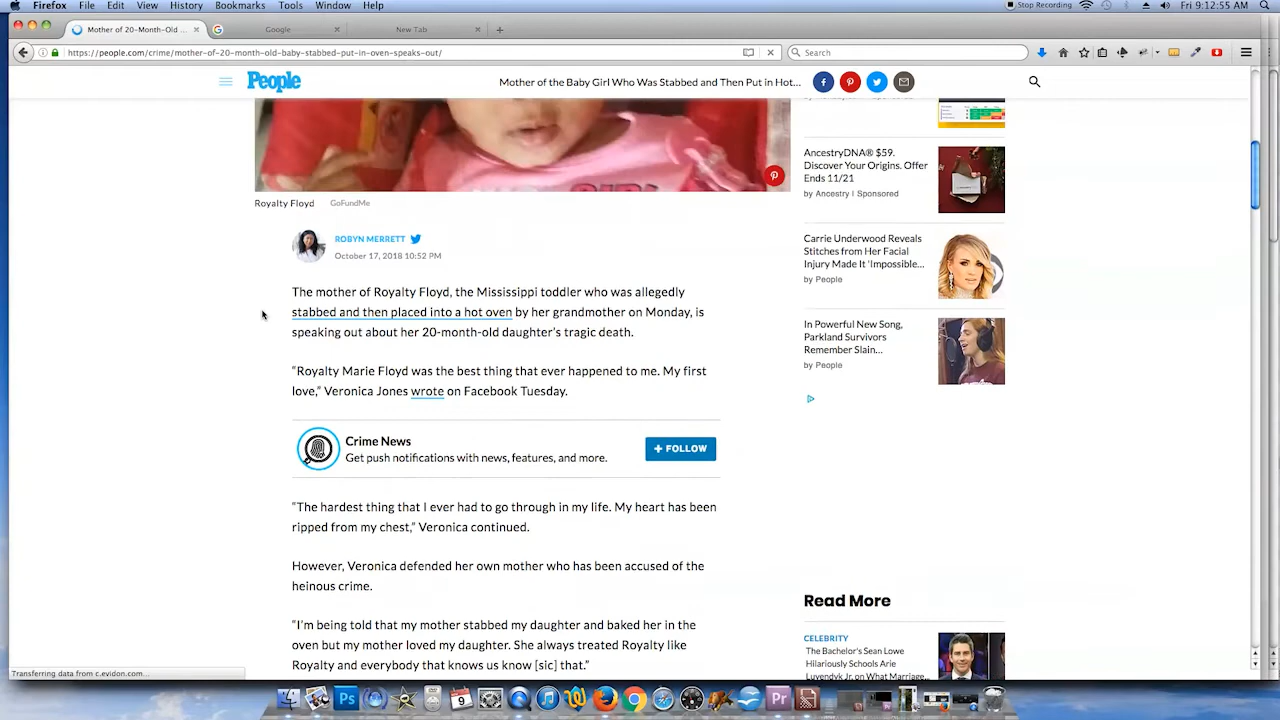 Firefox File Edit View History Bookmarks Tools Window Help
Stop Recording Fri 9:12:55 AM
Mother of 20-Month-Old ... Google New Tab
https://people.com/crime/mother-of-20-month-old-baby-stabbed-put-in-oven-speaks-out/
Search
People
Mother of the Baby Girl Who Was Stabbed and Then Put in Hot...
Royalty Floyd GoFundMe
ROBYN MERRETT
October 17, 2018 10:52 PM
The mother of Royalty Floyd, the Mississippi toddler who was allegedly
stabbed and then placed into a hot oven by her grandmother on Monday, is
speaking out about her 20-month-old daughter's tragic death.
"Royalty Marie Floyd was the best thing that ever happened to me. My first
love," Veronica Jones wrote on Facebook Tuesday.
Crime News
Get push notifications with news, features, and more.
+ FOLLOW
"The hardest thing that I ever had to go through in my life. My heart has been
ripped from my chest," Veronica continued.
However, Veronica defended her own mother who has been accused of the
heinous crime.
"I'm being told that my mother stabbed my daughter and baked her in the
oven but my mother loved my daughter. She always treated Royalty like
Royalty and everybody that knows us know [sic] that."
AncestryDNA® $59.
Discover Your Origins. Offer
Ends 11/21
by Ancestry | Sponsored
Carrie Underwood Reveals
Stitches from Her Facial
Injury Made It 'Impossible...
by People
In Powerful New Song,
Parkland Survivors
Remember Slain...
by People
Read More
CELEBRITY
The Bachelor's Sean Lowe
Hilariously Schools Arie
Luyendyk Jr. on What Marriage...
Transferring data from c.evidon.com...
Ps
Pr